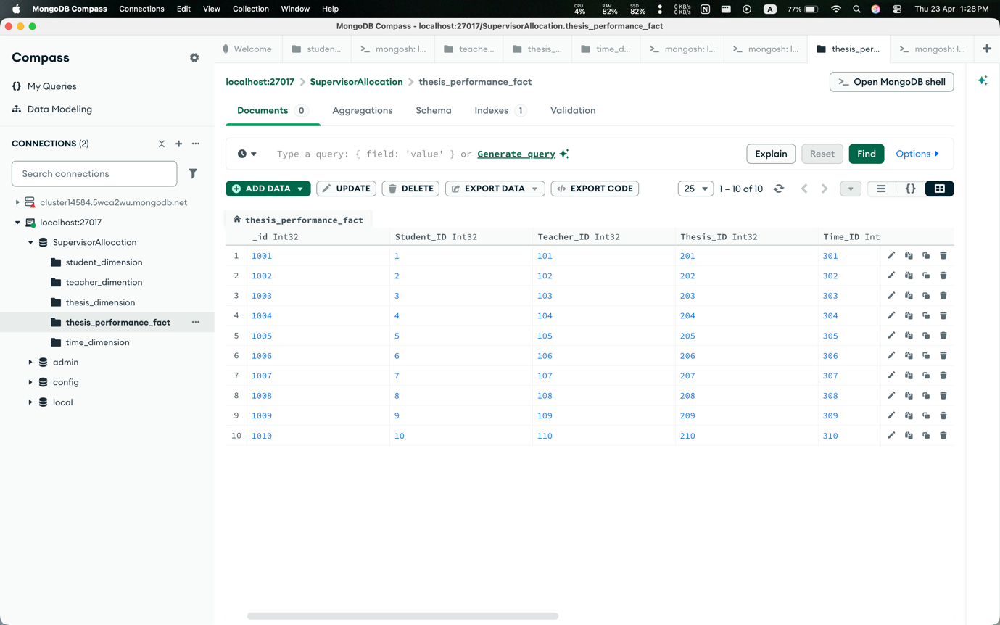 MongoDB Compass Connections Edit View Collection Window Help CPU 4% RAM 82% SSD 82% 0 KB/s 0 KB/s N A 77% Thu 23 Apr 1:28 PM
MongoDB Compass - localhost:27017/SupervisorAllocation.thesis_performance_fact
Compass
Welcome studen... mongosh: l... teache... thesis_... time_d... mongosh: l... mongosh: l... thesis_per... mongosh: l...
{} My Queries
Data Modeling
CONNECTIONS (2)
Search connections
cluster14584.5wca2wu.mongodb.net
localhost:27017
SupervisorAllocation
student_dimension
teacher_dimention
thesis_dimension
thesis_performance_fact
time_dimension
admin
config
local
localhost:27017 > SupervisorAllocation > thesis_performance_fact
>_ Open MongoDB shell
Documents 0 Aggregations Schema Indexes 1 Validation
Type a query: { field: 'value' } or Generate query
Explain Reset Find Options
ADD DATA UPDATE DELETE EXPORT DATA EXPORT CODE 25 1 – 10 of 10 {}
thesis_performance_fact
_id Int32 Student_ID Int32 Teacher_ID Int32 Thesis_ID Int32 Time_ID Int
1 1001 1 101 201 301
2 1002 2 102 202 302
3 1003 3 103 203 303
4 1004 4 104 204 304
5 1005 5 105 205 305
6 1006 6 106 206 306
7 1007 7 107 207 307
8 1008 8 108 208 308
9 1009 9 109 209 309
10 1010 10 110 210 310